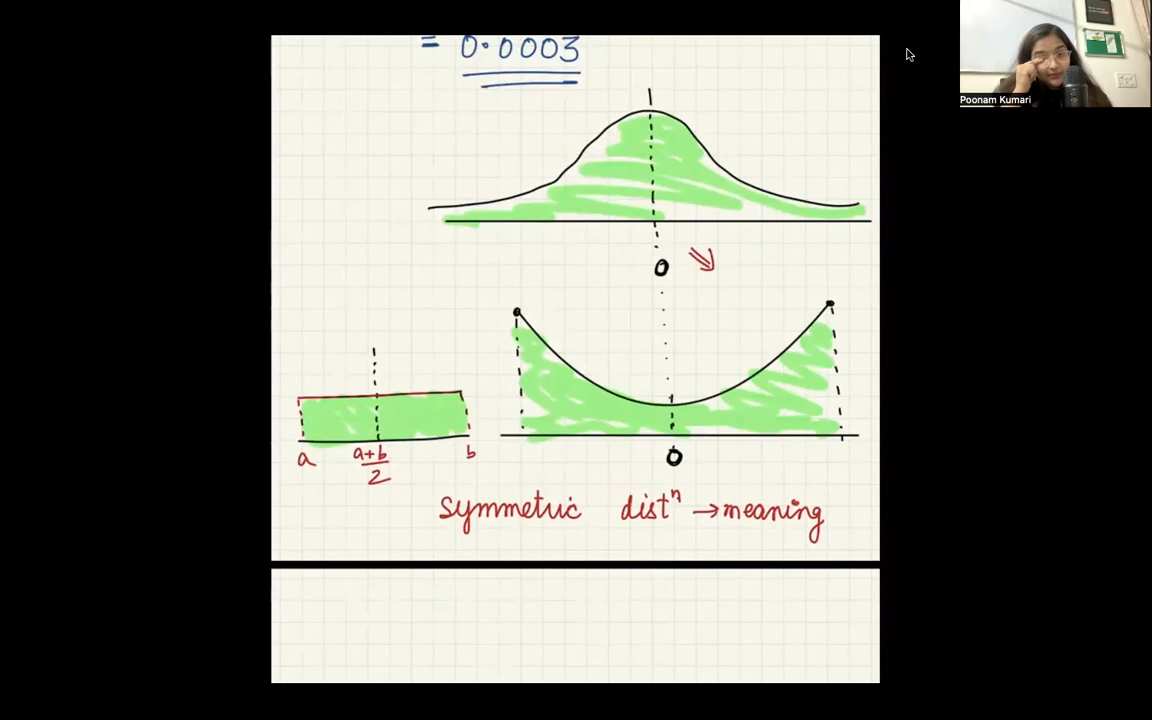 = 0.0003
Poonam Kumari
0
a
a+b
2
b
0
symmetric distⁿ →meaning